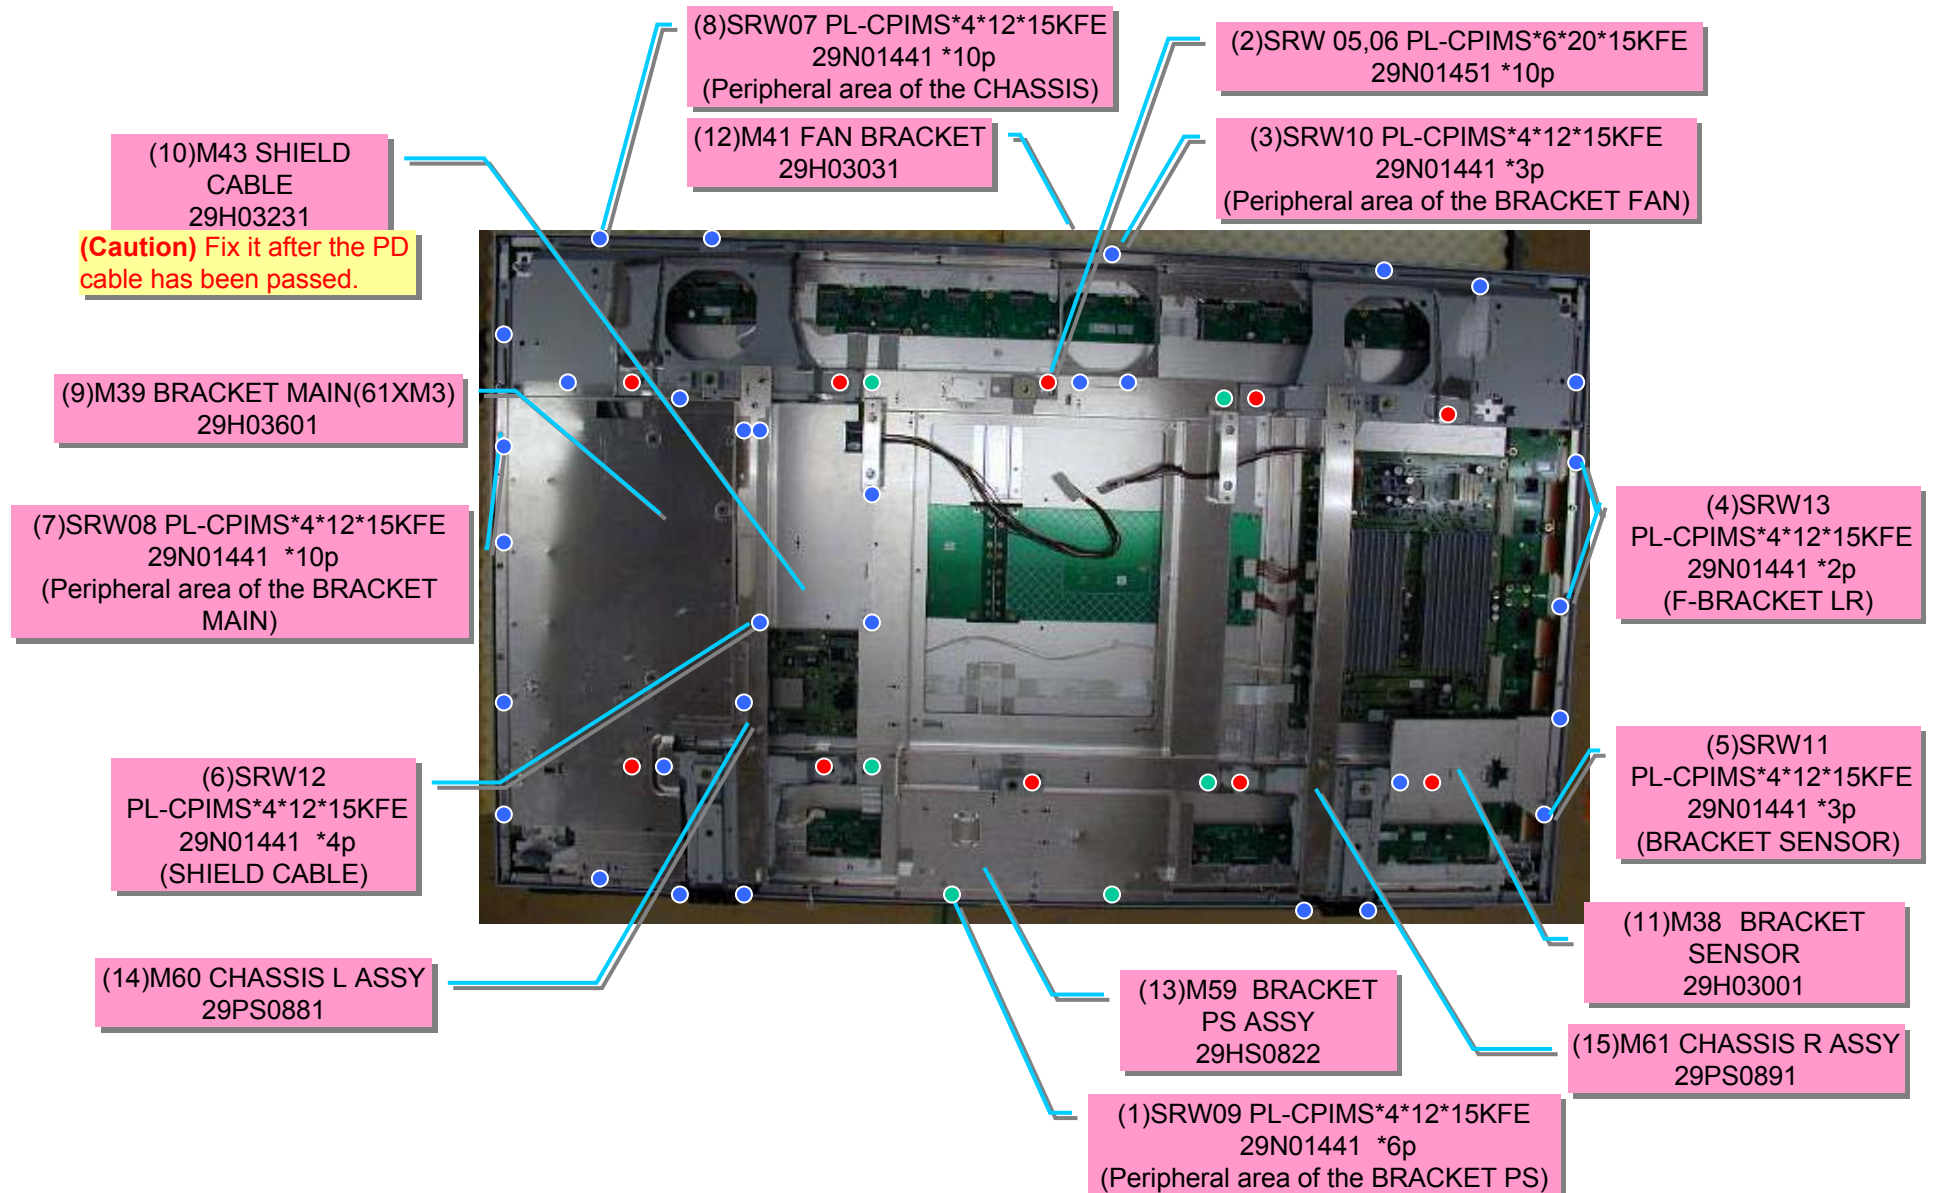 (8)SRW07 PL-CPIMS*4*12*15KFE
29N01441 *10p
(Peripheral area of the CHASSIS)
(2)SRW 05,06 PL-CPIMS*6*20*15KFE
29N01451 *10p
(12)M41 FAN BRACKET
29H03031
(3)SRW10 PL-CPIMS*4*12*15KFE
29N01441 *3p
(Peripheral area of the BRACKET FAN)
(10)M43 SHIELD
CABLE
29H03231
(Caution) Fix it after the PD
cable has been passed.
(9)M39 BRACKET MAIN(61XM3)
29H03601
(7)SRW08 PL-CPIMS*4*12*15KFE
29N01441 *10p
(Peripheral area of the BRACKET
MAIN)
(4)SRW13
PL-CPIMS*4*12*15KFE
29N01441 *2p
(F-BRACKET LR)
(6)SRW12
PL-CPIMS*4*12*15KFE
29N01441 *4p
(SHIELD CABLE)
(5)SRW11
PL-CPIMS*4*12*15KFE
29N01441 *3p
(BRACKET SENSOR)
(14)M60 CHASSIS L ASSY
29PS0881
(13)M59 BRACKET
PS ASSY
29HS0822
(11)M38 BRACKET
SENSOR
29H03001
(15)M61 CHASSIS R ASSY
29PS0891
(1)SRW09 PL-CPIMS*4*12*15KFE
29N01441 *6p
(Peripheral area of the BRACKET PS)